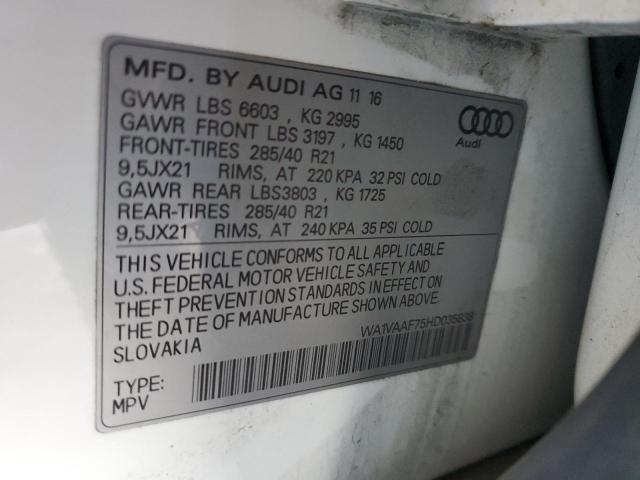 MFD. BY AUDI AG 11 16
GVWR LBS 6603 , KG 2995
GAWR FRONT LBS 3197 , KG 1450
FRONT-TIRES 285/40 R21
9,5JX21 RIMS, AT 220 KPA 32 PSI COLD
GAWR REAR LBS3803 , KG 1725
REAR-TIRES 285/40 R21
9,5JX21 RIMS, AT 240 KPA 35 PSI COLD
Audi
THIS VEHICLE CONFORMS TO ALL APPLICABLE
U.S. FEDERAL MOTOR VEHICLE SAFETY AND
THEFT PREVENTION STANDARDS IN EFFECT ON
THE DATE OF MANUFACTURE SHOWN ABOVE.
SLOVAKIA
WA1VAAF75HD035838
TYPE:
MPV